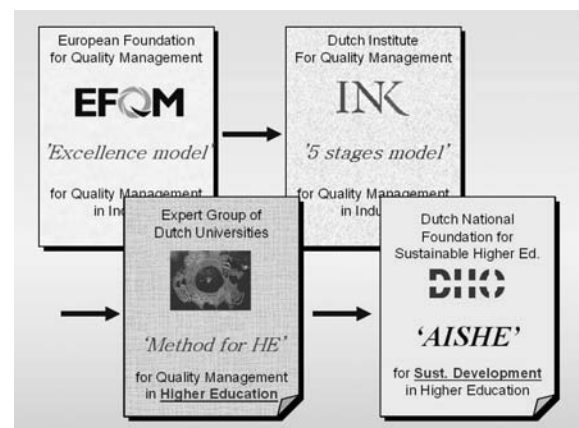 European Foundation
for Quality Management
EFQM
'Excellence model'
for Quality Management
in Indu
Dutch Institute
For Quality Management
INK
'5 stages model'
for Quality Management
in Indu
Expert Group of
Dutch Universities
'Method for HE'
for Quality Management
in Higher Education
Dutch National
Foundation for
Sustainable Higher Ed.
DHO
'AISHE'
for Sust. Development
in Higher Education